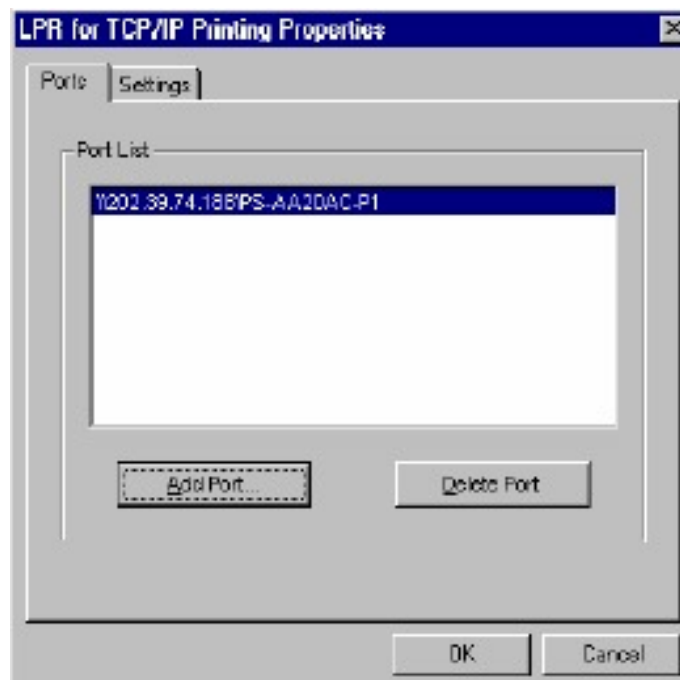 LPR for TCP/IP Printing Properties
Ports
Settings
Port List
\\202.39.74.188\PS-AA20AC-P1
Add Port...
Delete Port
OK
Cancel